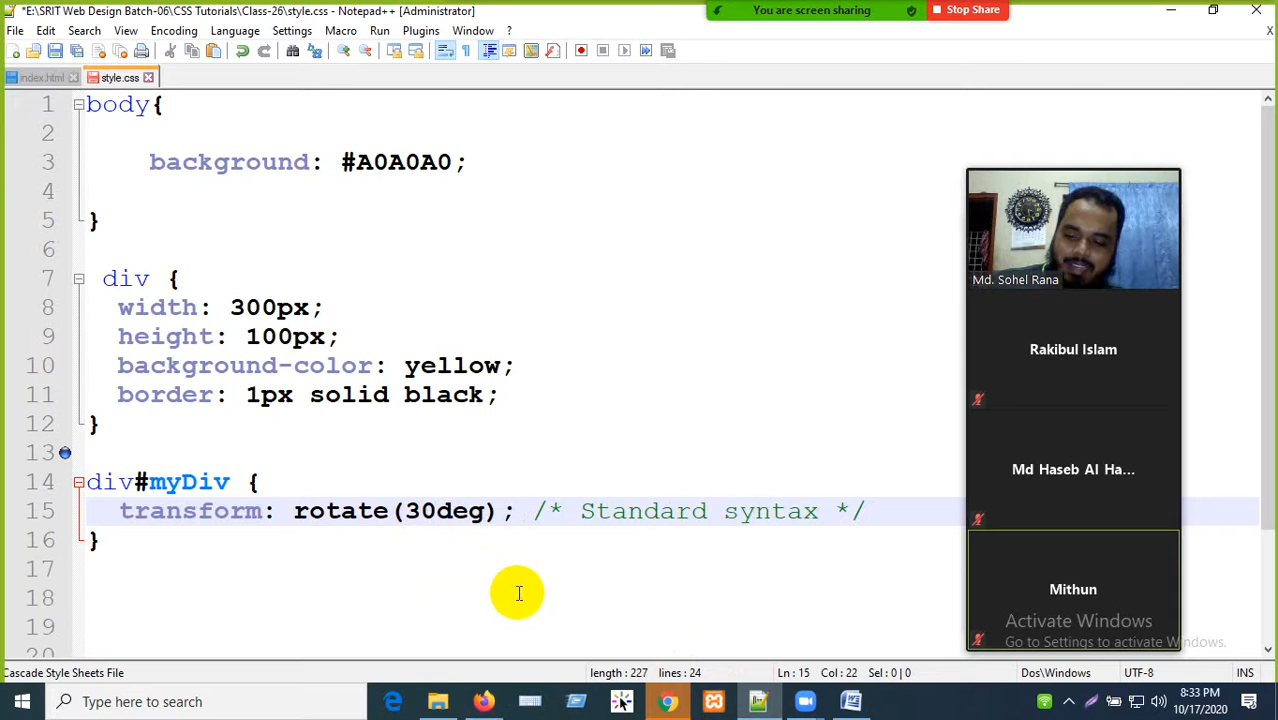 *E:\SRIT Web Design Batch-06\CSS Tutorials\Class-26\style.css - Notepad++ [Administrator]
You are screen sharing
Stop Share
File Edit Search View Encoding Language Settings Macro Run Plugins Window ?
X
index.html style.css
1 body{
2
3 background: #A0A0A0;
4
5 }
6
7 div {
8 width: 300px;
9 height: 100px;
10 background-color: yellow;
11 border: 1px solid black;
12 }
13
14 div#myDiv {
15 transform: rotate(30deg); /* Standard syntax */
16 }
17
18
19
20
Md. Sohel Rana
Rakibul Islam
Md Haseb Al Ha...
Mithun
Activate Windows
Go to Settings to activate Windows.
Cascade Style Sheets File length : 227 lines : 24 Ln : 15 Col : 22 Sel : 0 | 0 Dos\Windows UTF-8 INS
Type here to search
8:33 PM
10/17/2020